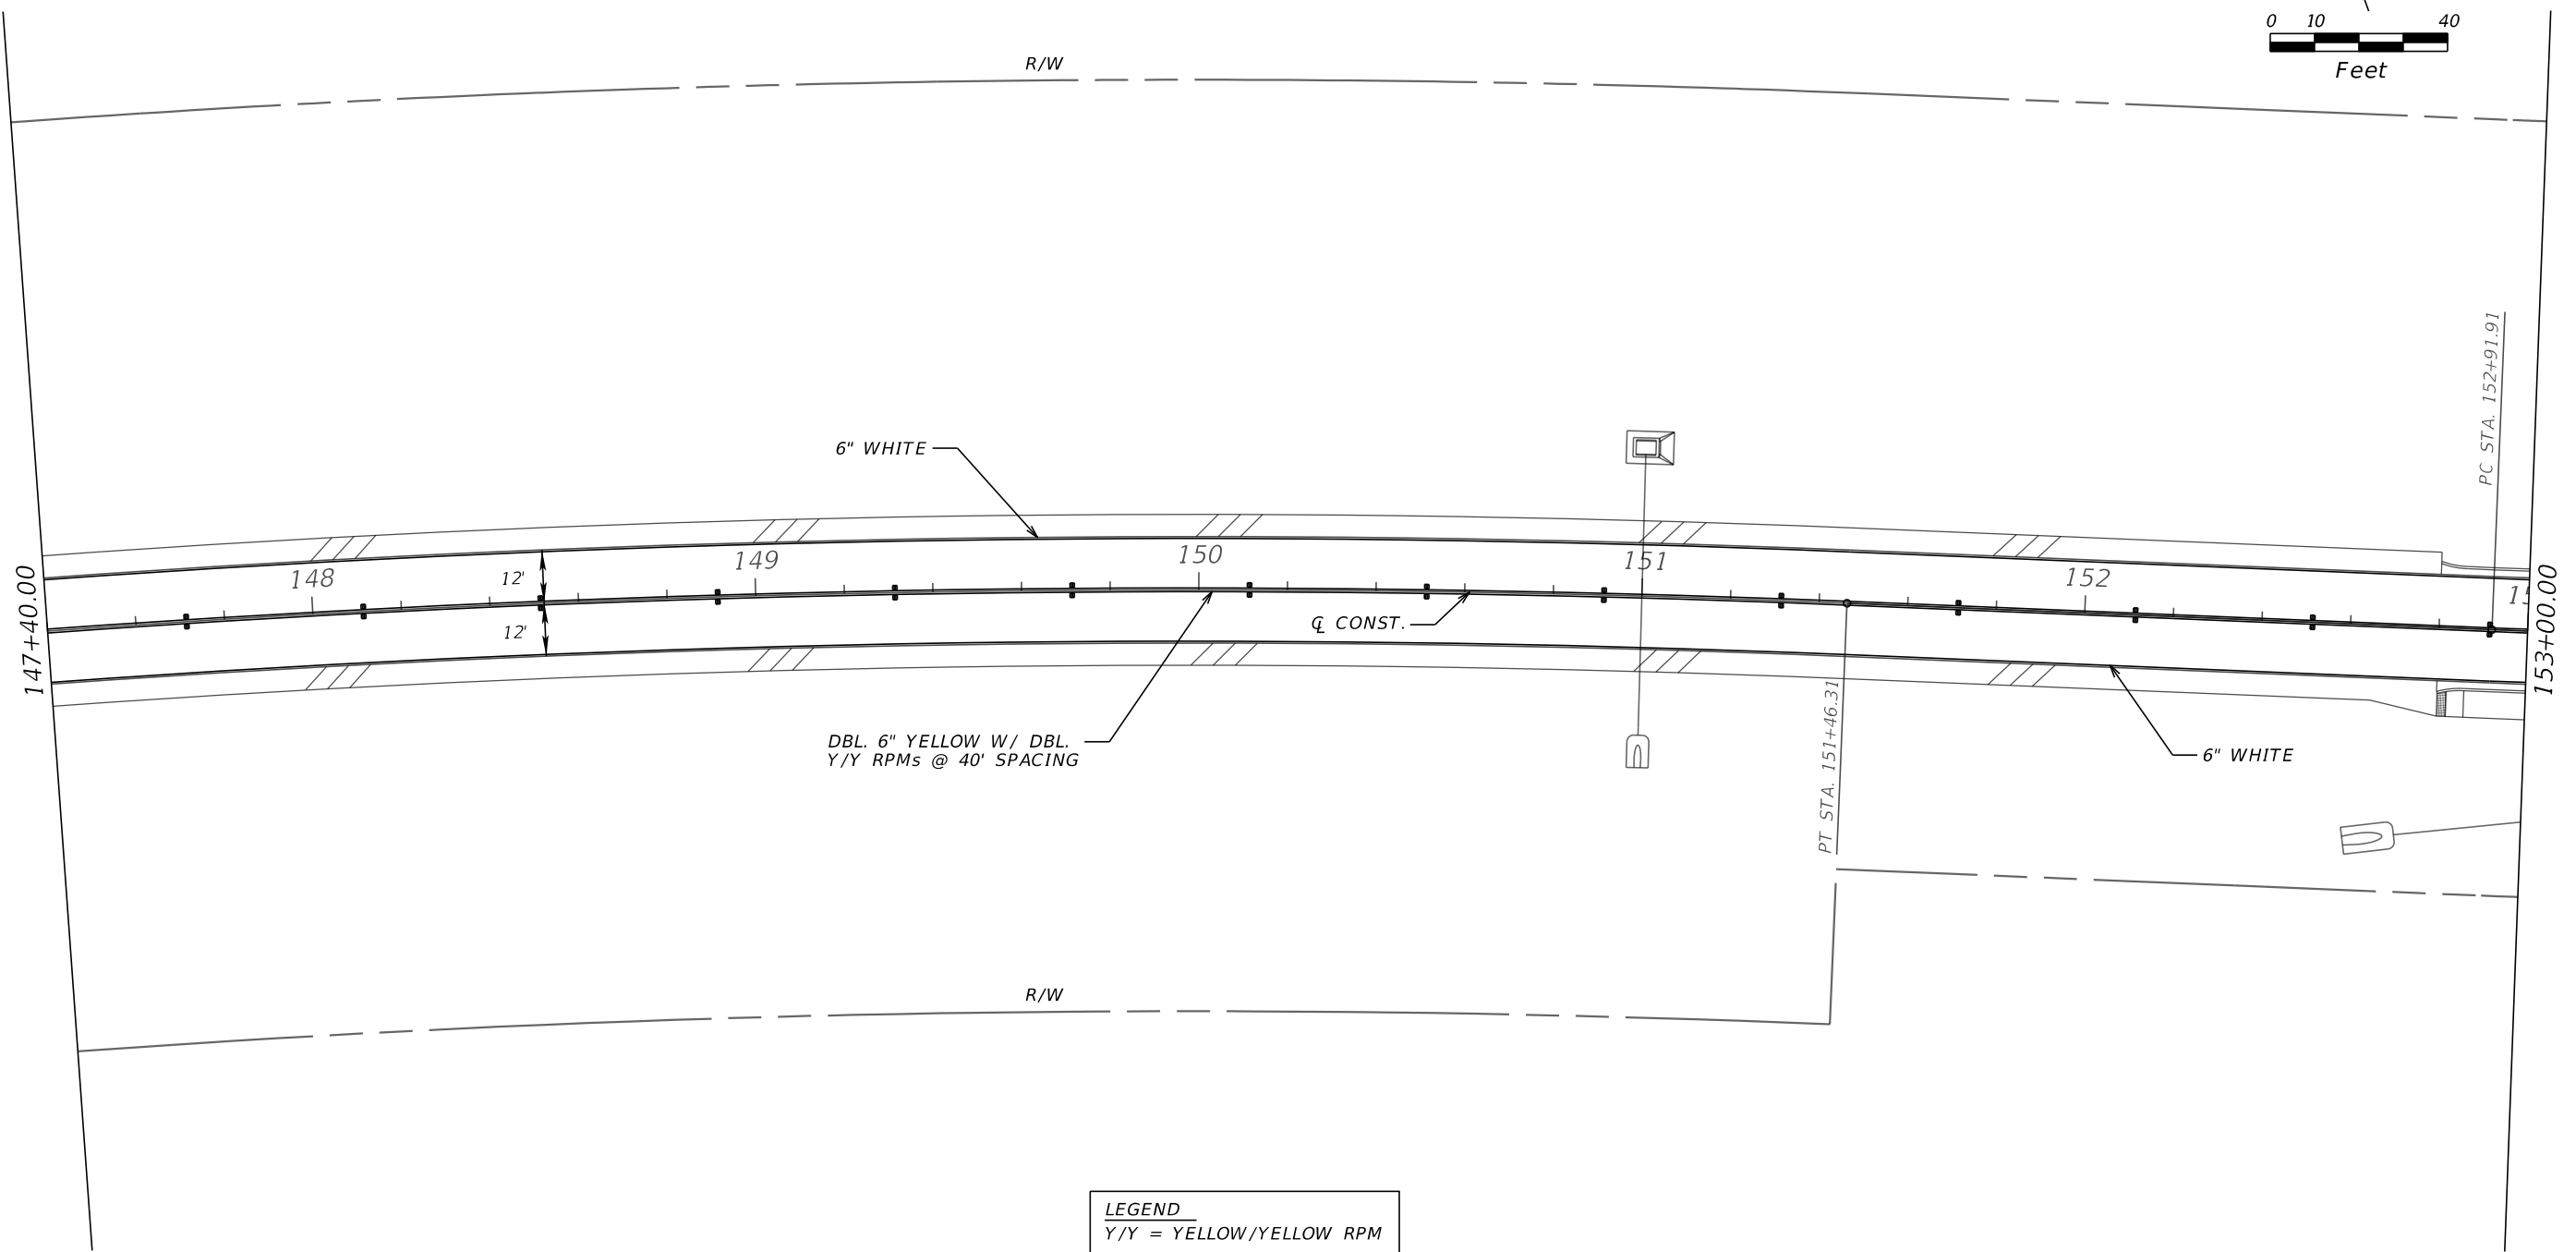 0 10 40
Feet
R/W
PC STA. 152+91.91
6" WHITE
148
149
150
151
152
12'
12'
147+40.00
153+00.00
℄ CONST.
DBL. 6" YELLOW W/ DBL.
Y/Y RPMs @ 40' SPACING
PT STA. 151+46.31
6" WHITE
R/W
LEGEND
Y/Y = YELLOW/YELLOW RPM